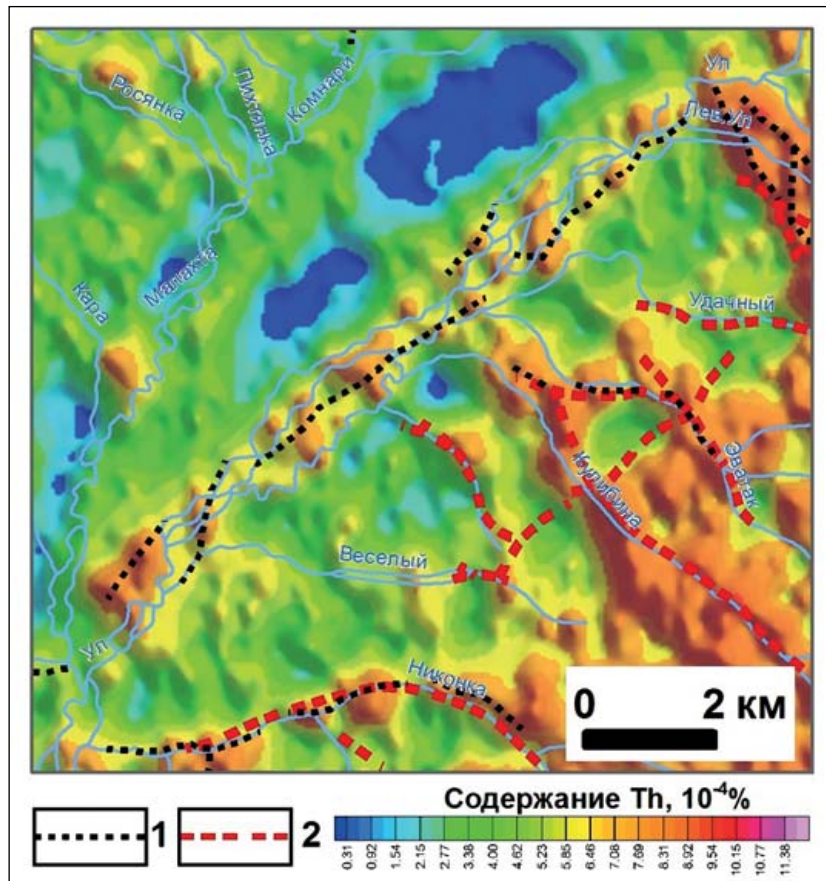 Ул
Росянка
Пихтинка
Комнари
Лев.Ул
Малахта
Кара
Удачный
Эватак
Кулибина
Веселый
Ул
Никонка
0 2 км
Содержание Th, 10⁻⁴%
1
2
0.31 0.92 1.54 2.15 2.77 3.38 4.00 4.62 5.23 5.85 6.46 7.08 7.69 8.31 8.92 9.54 10.15 10.77 11.38